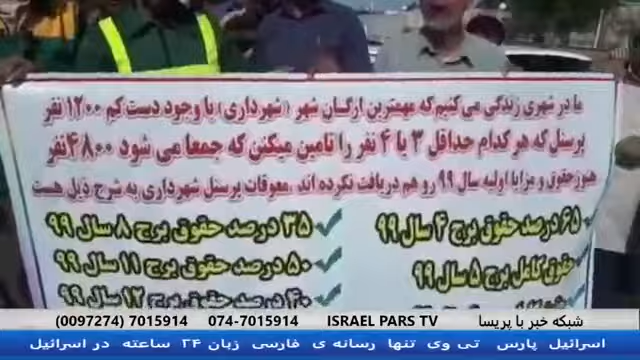 ما در شهری زندگی می کنیم که مهمترین ارگان شهر (شهرداری) با وجود دست کم ۱۲۰۰ نفر
پرسنل که هر کدام حداقل ۳ یا ۴ نفر را تامین میکنن که جمعا می شود ۴۸۰۰ نفر
هنوز حقوق و مزایا اولیه سال ۹۹ رو هم دریافت نکرده اند . معوقات پرسنل شهرداری به شرح ذیل هست
۶۵ درصد حقوق برج ۴ سال ۹۹
۳۵ درصد حقوق برج ۸ سال ۹۹
حقوق کامل برج ۵ سال ۹۹
۵۰ درصد حقوق برج ۱۱ سال ۹۹
۴۰ درصد حقوق برج ۱۲ سال ۹۹
شبکه خبر با پریسا ISRAEL PARS TV 074-7015914 (0097274) 7015914
اسرائیل پارس تی وی تنها رسانه ی فارسی زبان ۲۴ ساعته در اسرائیل